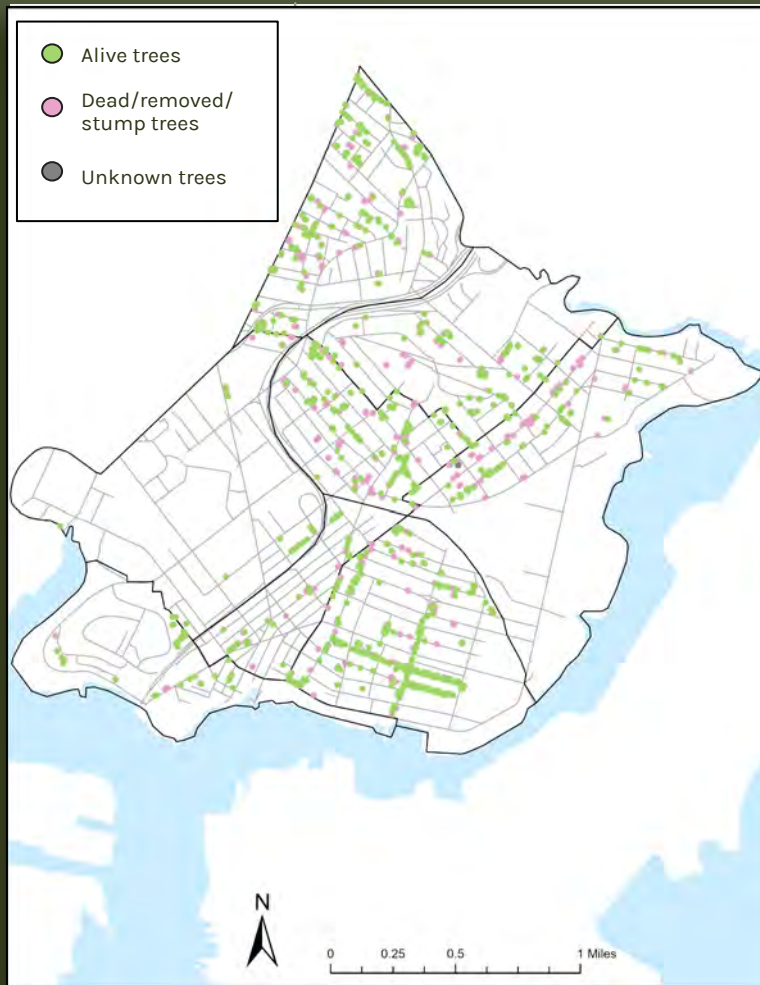 Alive trees
Dead/removed/
stump trees
Unknown trees
N
0 0.25 0.5 1 Miles